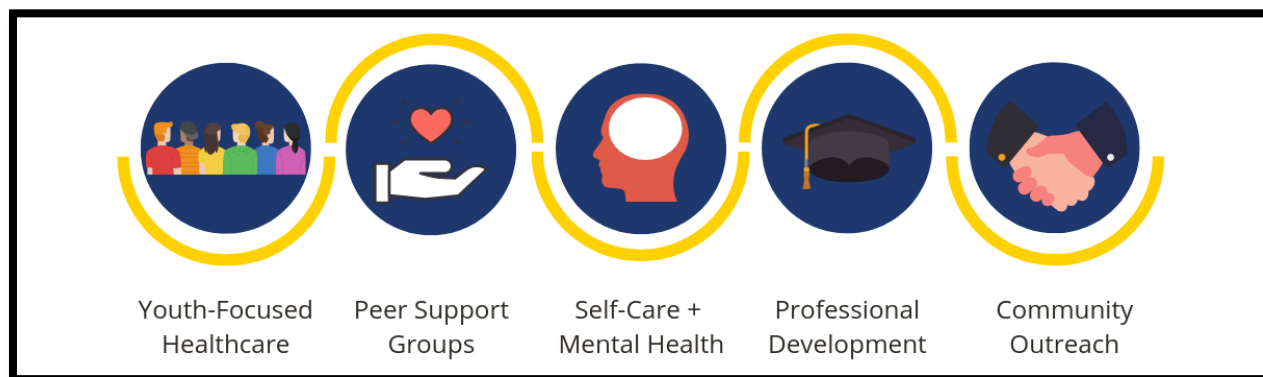 Youth-Focused
Healthcare
Peer Support
Groups
Self-Care +
Mental Health
Professional
Development
Community
Outreach